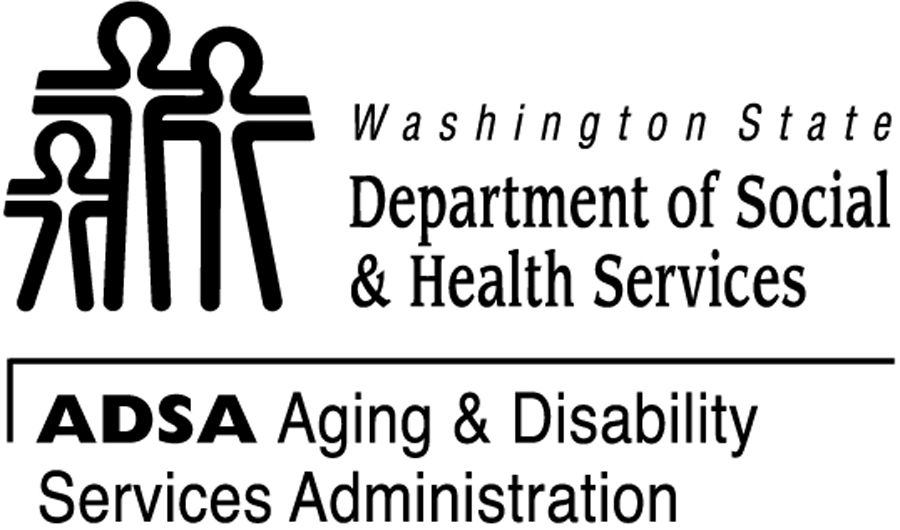 Washington State
Department of Social
& Health Services
ADSA Aging & Disability
Services Administration